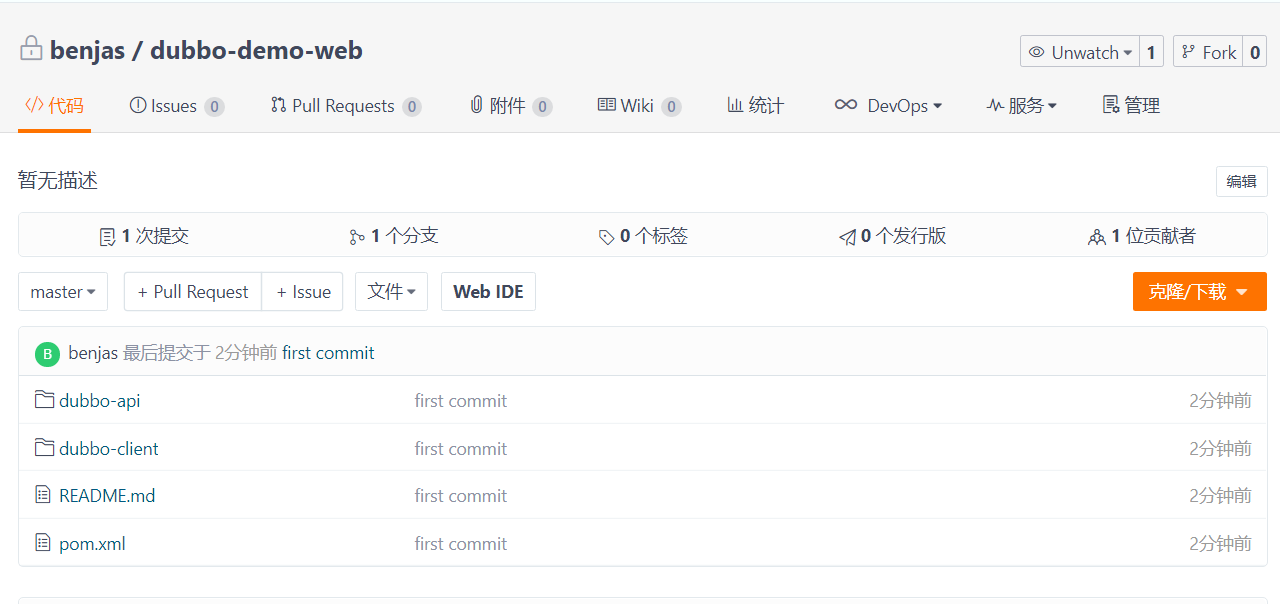 benjas / dubbo-demo-web
Unwatch 1 Fork 0
代码 Issues 0 Pull Requests 0 附件 0 Wiki 0 统计 DevOps 服务 管理
暂无描述
编辑
1 次提交 1 个分支 0 个标签 0 个发行版 1 位贡献者
master + Pull Request + Issue 文件 Web IDE 克隆/下载
B benjas 最后提交于 2分钟前 first commit
dubbo-api first commit 2分钟前
dubbo-client first commit 2分钟前
README.md first commit 2分钟前
pom.xml first commit 2分钟前